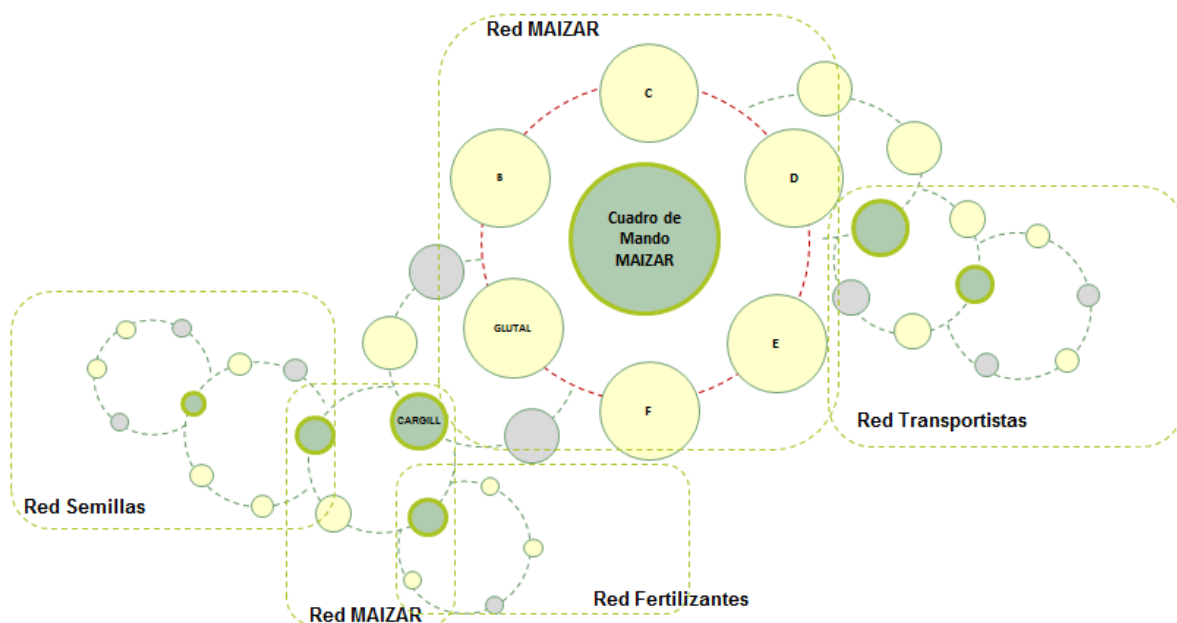 Red MAIZAR
C
B
D
Cuadro de
Mando
MAIZAR
GLUTAL
E
F
CARGILL
Red Transportistas
Red Semillas
Red Fertilizantes
Red MAIZAR